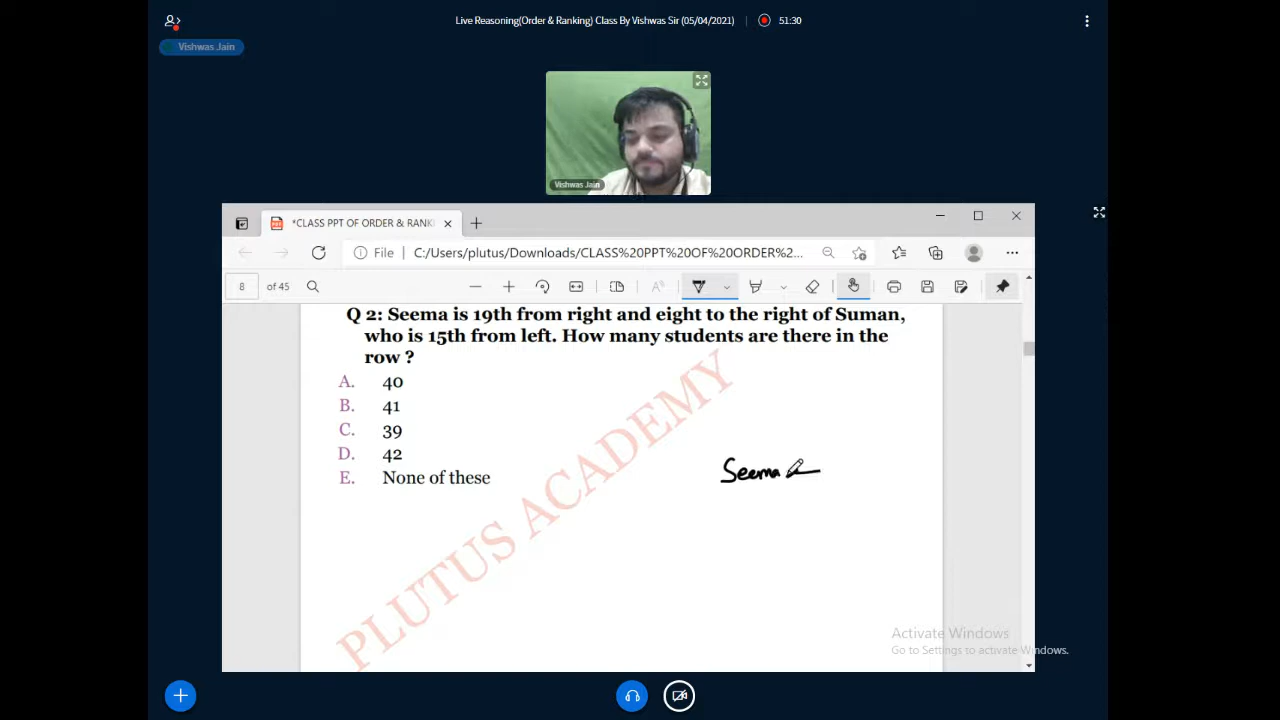 Live Reasoning(Order & Ranking) Class By Vishwas Sir (05/04/2021)
51:30
Vishwas Jain
Vishwas Jain
*CLASS PPT OF ORDER & RANKI
File
C:/Users/plutus/Downloads/CLASS%20PPT%20OF%20ORDER%2...
8 of 45
Q 2: Seema is 19th from right and eight to the right of Suman,
who is 15th from left. How many students are there in the
row ?
A. 40
B. 41
C. 39
D. 42
E. None of these
Seema
PLUTUS ACADEMY
Activate Windows
Go to Settings to activate Windows.